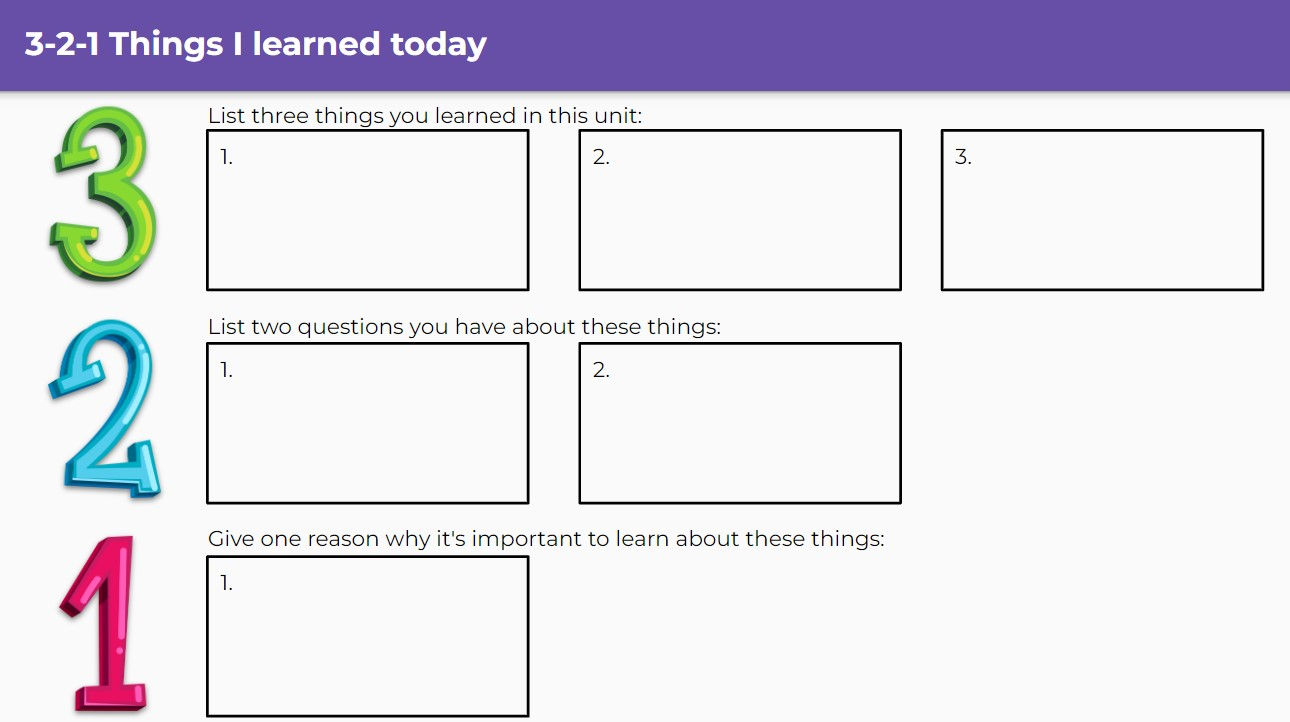 3-2-1 Things I learned today
3
List three things you learned in this unit:
1.
2.
3.
2
List two questions you have about these things:
1.
2.
1
Give one reason why it's important to learn about these things:
1.